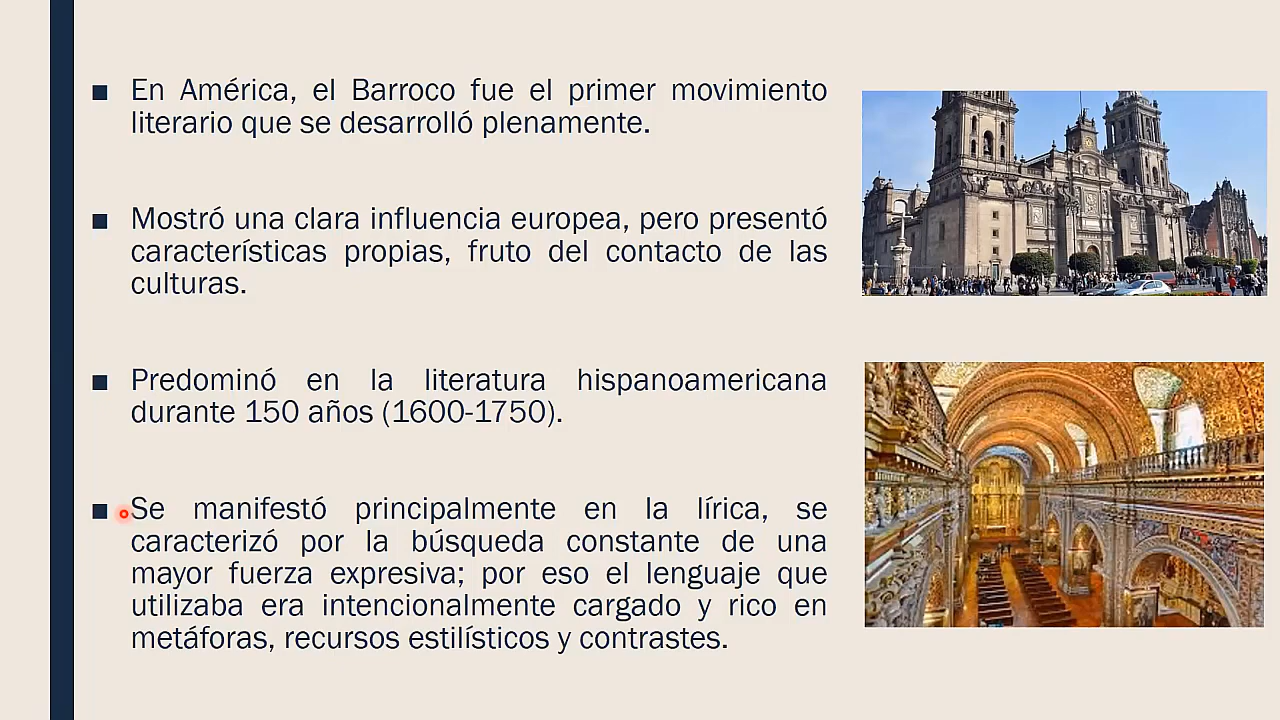 ■ En América, el Barroco fue el primer movimiento
literario que se desarrolló plenamente.
■ Mostró una clara influencia europea, pero presentó
características propias, fruto del contacto de las
culturas.
■ Predominó en la literatura hispanoamericana
durante 150 años (1600-1750).
■ Se manifestó principalmente en la lírica, se
caracterizó por la búsqueda constante de una
mayor fuerza expresiva; por eso el lenguaje que
utilizaba era intencionalmente cargado y rico en
metáforas, recursos estilísticos y contrastes.